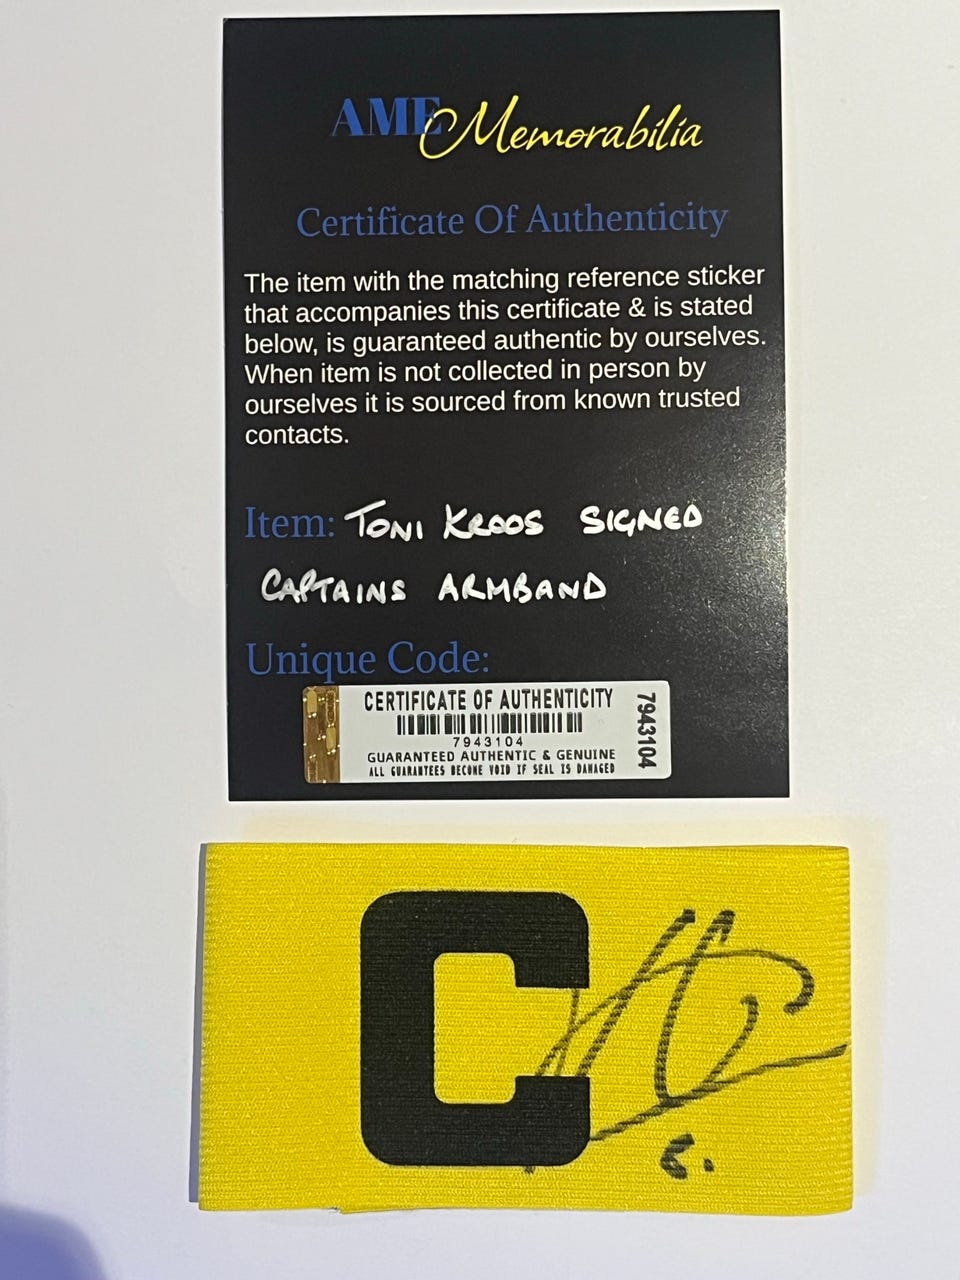 AME Memorabilia
Certificate Of Authenticity
The item with the matching reference sticker
that accompanies this certificate & is stated
below, is guaranteed authentic by ourselves.
When item is not collected in person by
ourselves it is sourced from known trusted
contacts.
Item: TONI KROOS SIGNED
CAPTAINS ARMBAND
Unique Code:
CERTIFICATE OF AUTHENTICITY
7943104
GUARANTEED AUTHENTIC & GENUINE
ALL GUARANTEES BECOME VOID IF SEAL IS DAMAGED
7943104
C
8.